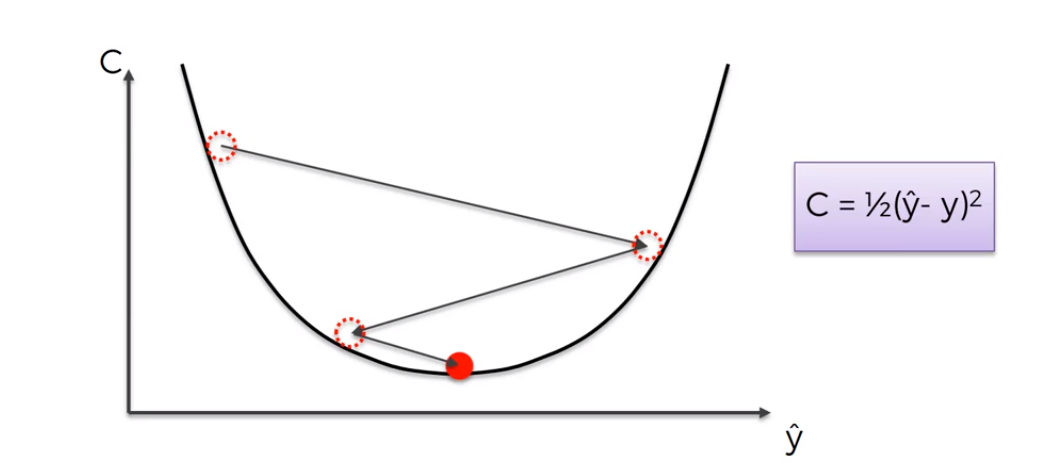 C
C = ½(ŷ- y)²
ŷ